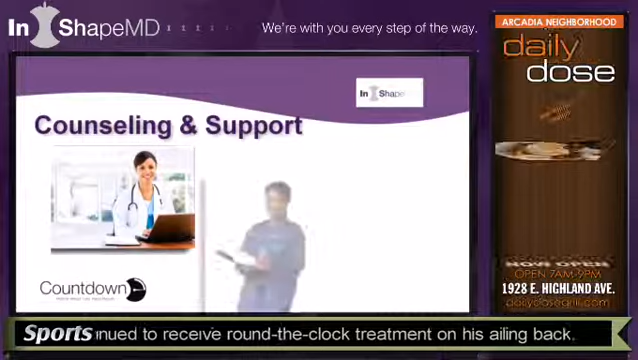 In ShapeMD
We're with you every step of the way.
ARCADIA NEIGHBORHOOD
daily
dose
In Shape
Counseling & Support
Countdown
NOW OPEN
OPEN 7AM-9PM
1928 E. HIGHLAND AVE.
dailydosegrill.com
Sports inued to receive round-the-clock treatment on his ailing back.